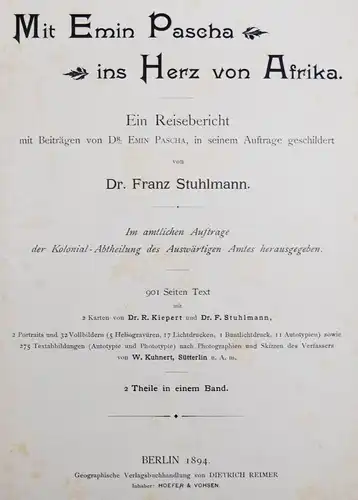 Mit Emin Pascha
ins Herz von Afrika.
Ein Reisebericht
mit Beiträgen von Dr. Emin Pascha, in seinem Auftrage geschildert
von
Dr. Franz Stuhlmann.
Im amtlichen Auftrage
der Kolonial-Abtheilung des Auswärtigen Amtes herausgegeben.
901 Seiten Text
mit
2 Karten von Dr. R. Kiepert und Dr. F. Stuhlmann,
2 Portraits und 32 Vollbildern (3 Heliogravüren, 17 Lichtdrucken, 1 Buntlichtdruck, 11 Autotypien) sowie
275 Textabbildungen (Autotypie und Phototypie) nach Photographien und Skizzen des Verfassers
von W. Kuhnert, Sütterlin u. A. m.
2 Theile in einem Band.
BERLIN 1894.
Geographische Verlagsbuchhandlung von DIETRICH REIMER
Inhaber: HOEFER & VOHSEN.